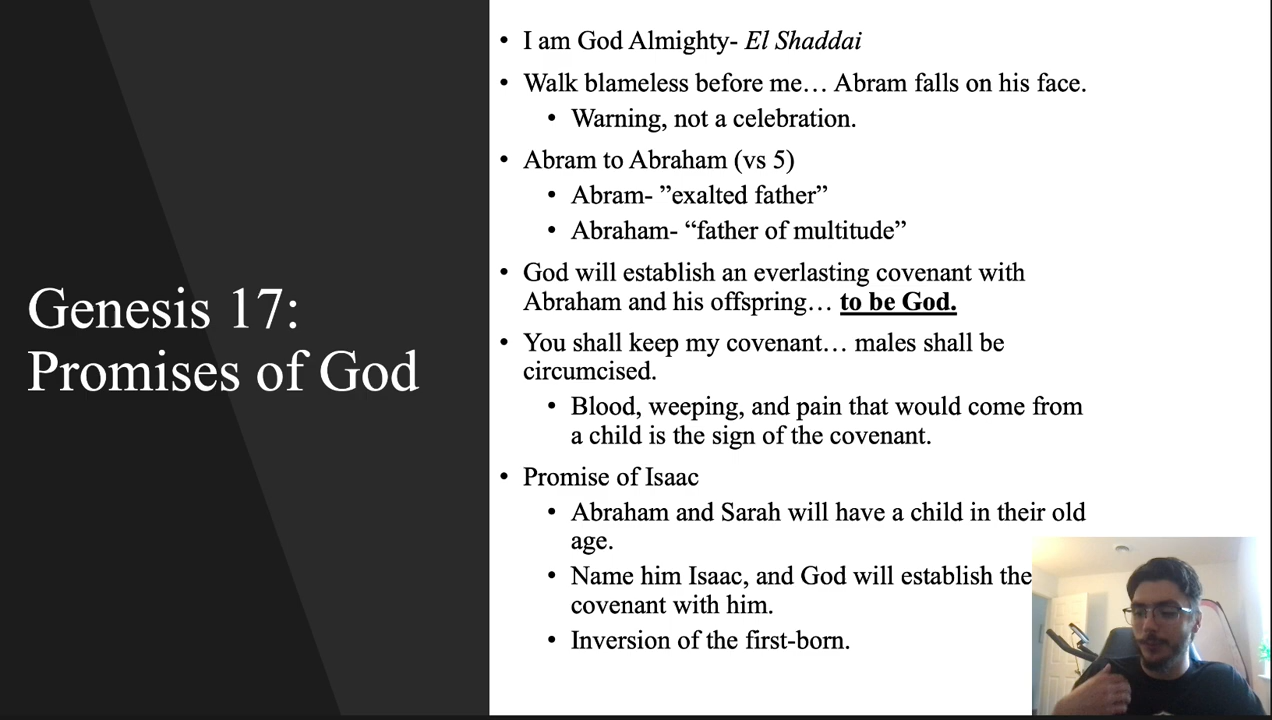 Genesis 17:
Promises of God
• I am God Almighty- El Shaddai
• Walk blameless before me… Abram falls on his face.
• Warning, not a celebration.
• Abram to Abraham (vs 5)
• Abram- ”exalted father”
• Abraham- “father of multitude”
• God will establish an everlasting covenant with
Abraham and his offspring… to be God.
• You shall keep my covenant… males shall be
circumcised.
• Blood, weeping, and pain that would come from
a child is the sign of the covenant.
• Promise of Isaac
• Abraham and Sarah will have a child in their old
age.
• Name him Isaac, and God will establish the
covenant with him.
• Inversion of the first-born.